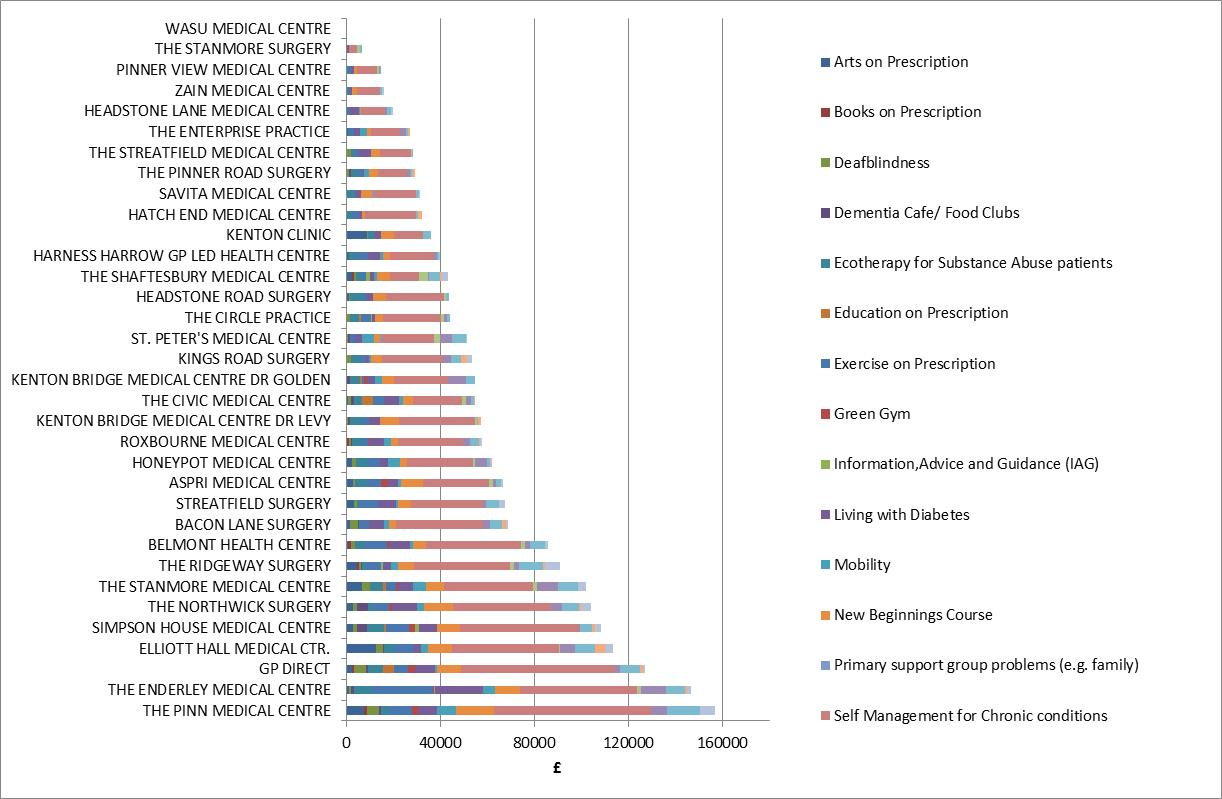 WASU MEDICAL CENTRE
THE STANMORE SURGERY
PINNER VIEW MEDICAL CENTRE
ZAIN MEDICAL CENTRE
HEADSTONE LANE MEDICAL CENTRE
THE ENTERPRISE PRACTICE
THE STREATFIELD MEDICAL CENTRE
THE PINNER ROAD SURGERY
SAVITA MEDICAL CENTRE
HATCH END MEDICAL CENTRE
KENTON CLINIC
HARNESS HARROW GP LED HEALTH CENTRE
THE SHAFTESBURY MEDICAL CENTRE
HEADSTONE ROAD SURGERY
THE CIRCLE PRACTICE
ST. PETER'S MEDICAL CENTRE
KINGS ROAD SURGERY
KENTON BRIDGE MEDICAL CENTRE DR GOLDEN
THE CIVIC MEDICAL CENTRE
KENTON BRIDGE MEDICAL CENTRE DR LEVY
ROXBOURNE MEDICAL CENTRE
HONEYPOT MEDICAL CENTRE
ASPRI MEDICAL CENTRE
STREATFIELD SURGERY
BACON LANE SURGERY
BELMONT HEALTH CENTRE
THE RIDGEWAY SURGERY
THE STANMORE MEDICAL CENTRE
THE NORTHWICK SURGERY
SIMPSON HOUSE MEDICAL CENTRE
ELLIOTT HALL MEDICAL CTR.
GP DIRECT
THE ENDERLEY MEDICAL CENTRE
THE PINN MEDICAL CENTRE
0 40000 80000 120000 160000
£
Arts on Prescription
Books on Prescription
Deafblindness
Dementia Cafe/ Food Clubs
Ecotherapy for Substance Abuse patients
Education on Prescription
Exercise on Prescription
Green Gym
Information,Advice and Guidance (IAG)
Living with Diabetes
Mobility
New Beginnings Course
Primary support group problems (e.g. family)
Self Management for Chronic conditions